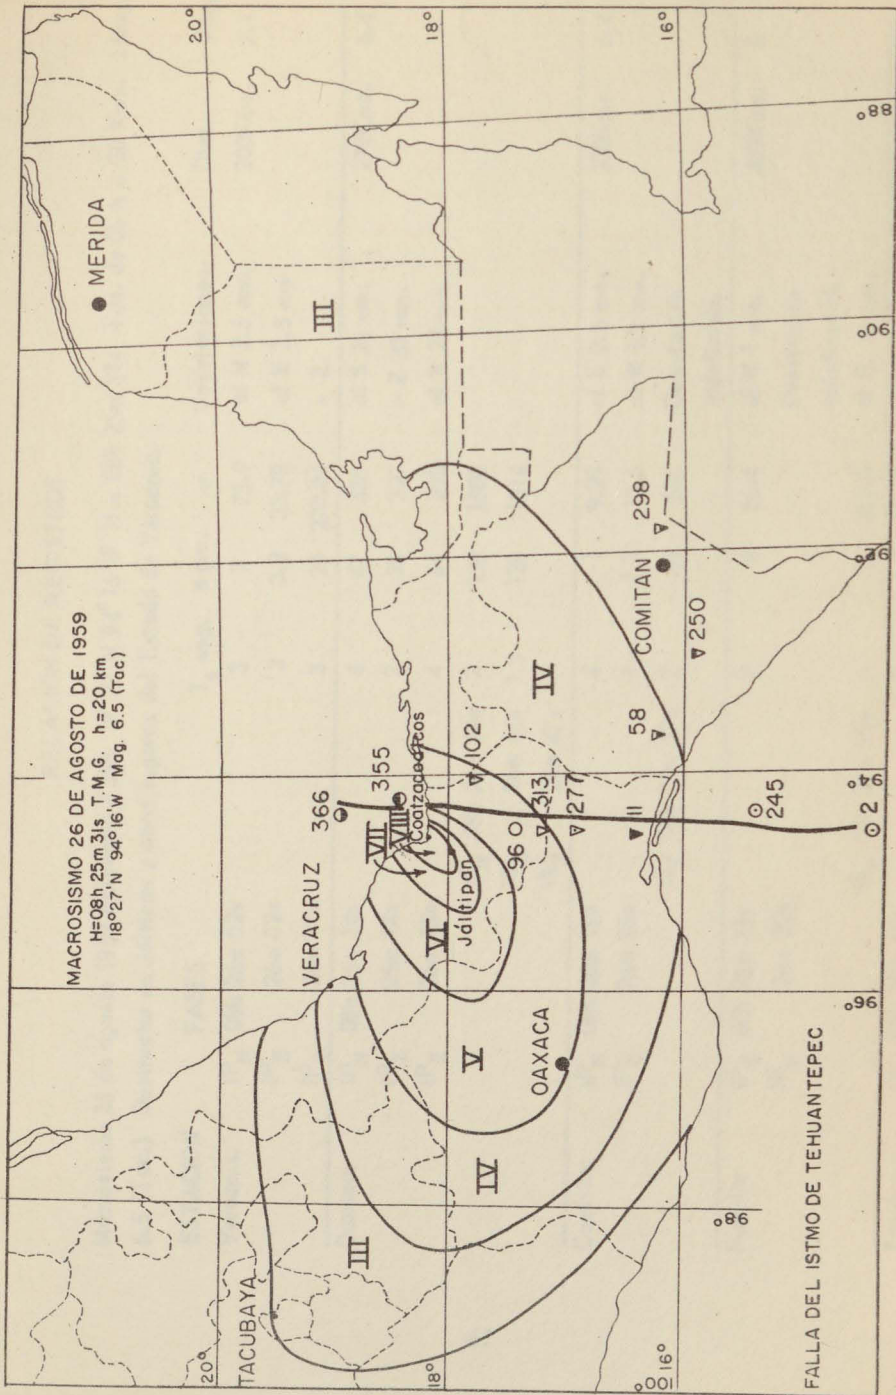 MACROSISMO 26 DE AGOSTO DE 1959
H=08h 25m 31s T.M.G. h=20 km
18°27'N 94°16'W Mag. 6.5 (Tac)
20°
20°
18°
18°
16°
16°
100°
98°
96°
94°
92°
90°
88°
MERIDA
III
TACUBAYA
VERACRUZ
366
355
VII
VIII
Coatzacoalcos
VI
Jáltipan
102
IV
96
313
277
V
OAXACA
IV
III
11
58
298
COMITAN
250
245
2
FALLA DEL ISTMO DE TEHUANTEPEC